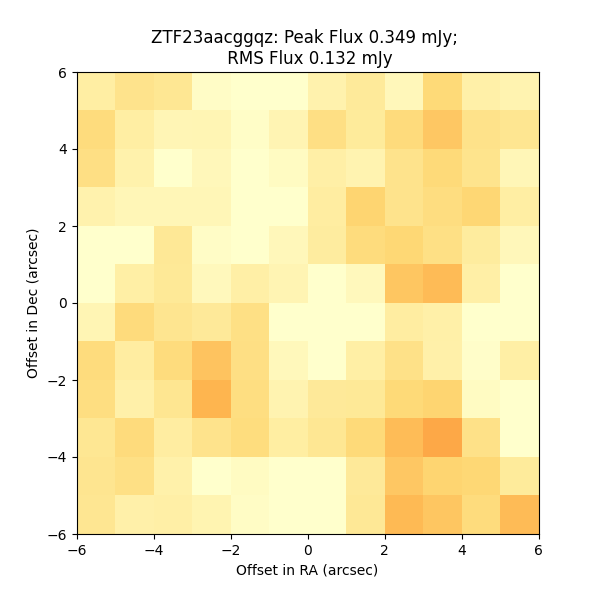 ZTF23aacggqz: Peak Flux 0.349 mJy;
RMS Flux 0.132 mJy
6
4
2
0
−2
−4
−6
Offset in Dec (arcsec)
−6 −4 −2 0 2 4 6
Offset in RA (arcsec)